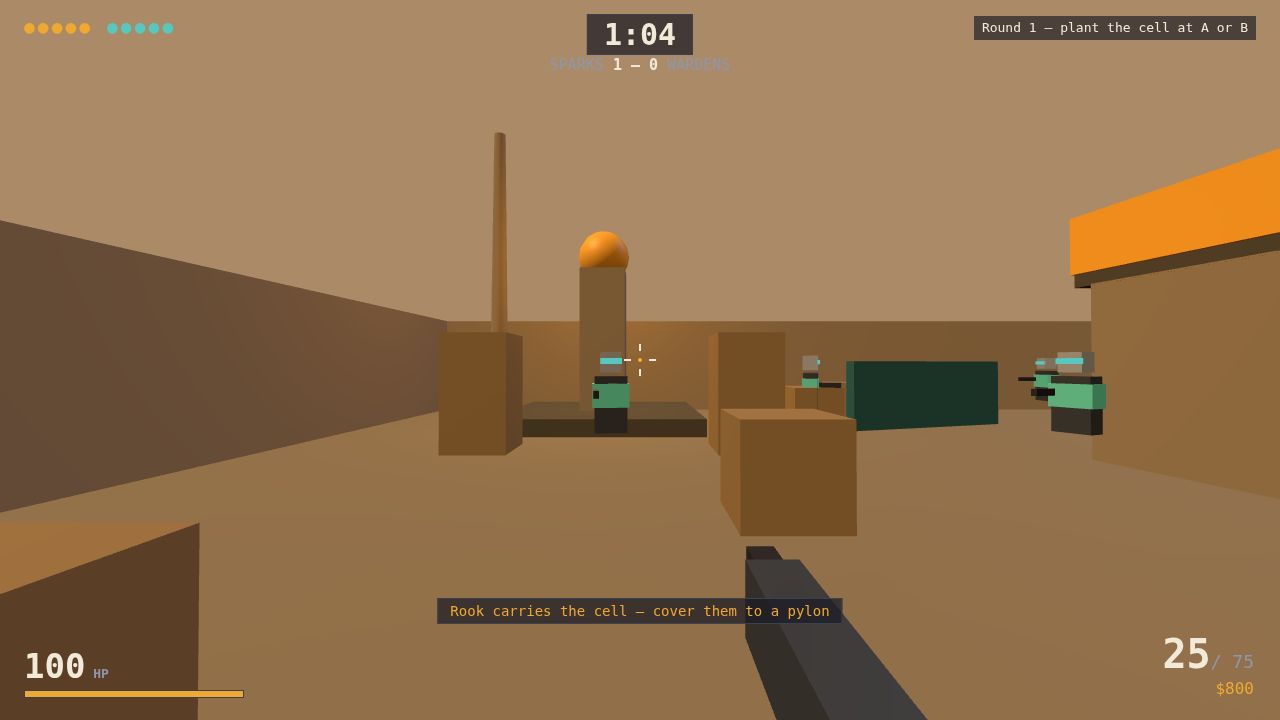 1:04
SPARKS 1 — 0 WARDENS
Round 1 — plant the cell at A or B
Rook carries the cell — cover them to a pylon
100 HP
25 / 75
$800